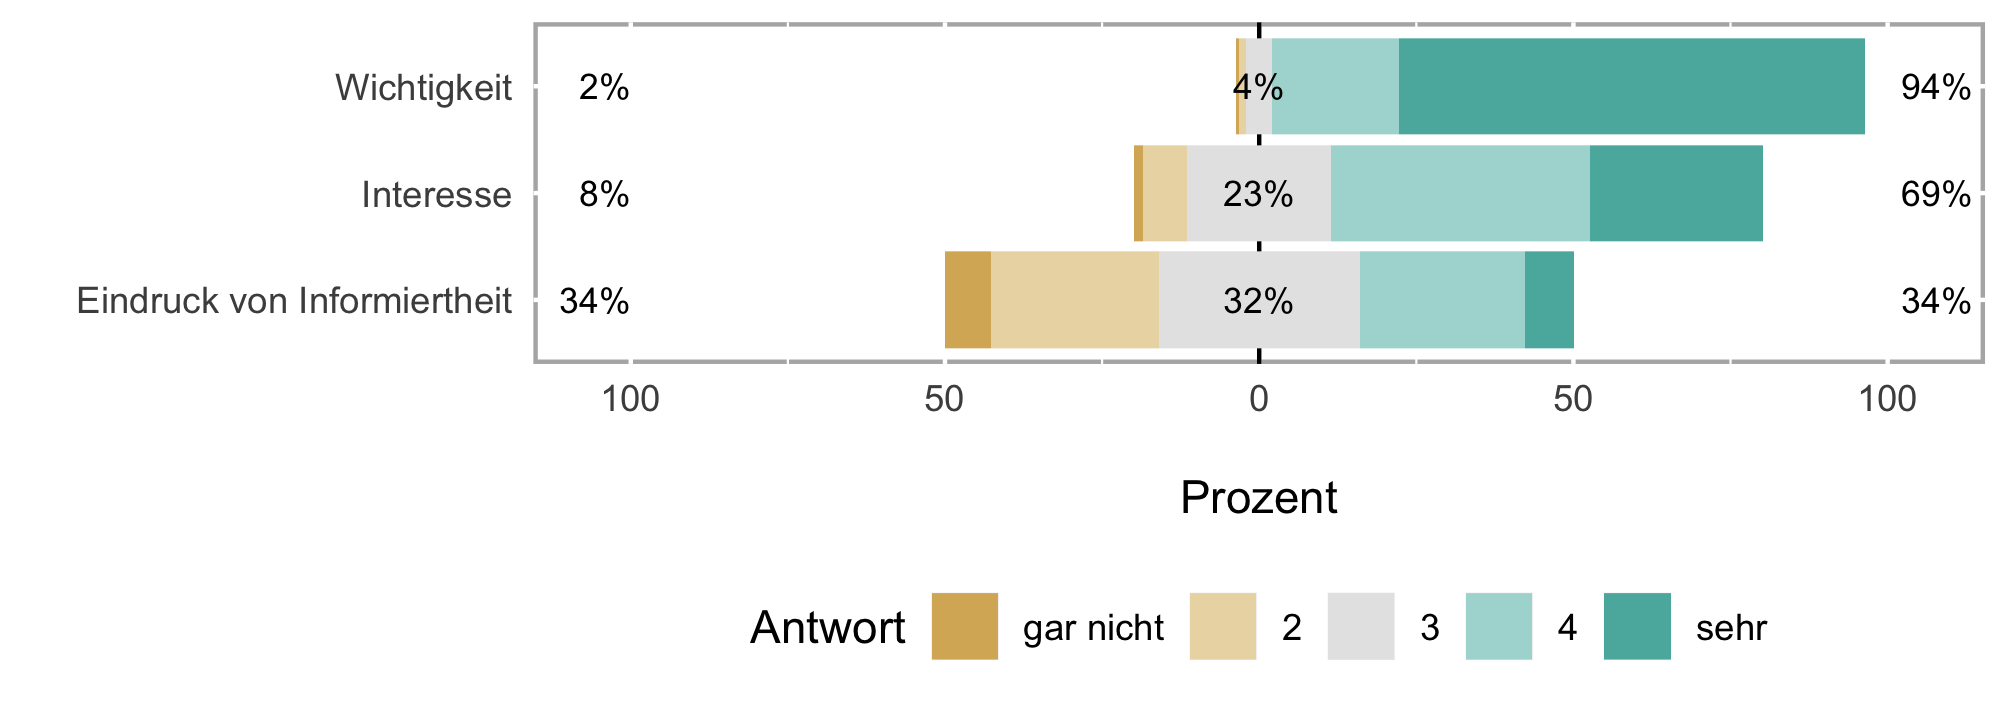 Wichtigkeit 2% 4% 94%
Interesse 8% 23% 69%
Eindruck von Informiertheit 34% 32% 34%
100 50 0 50 100
Prozent
Antwort gar nicht 2 3 4 sehr